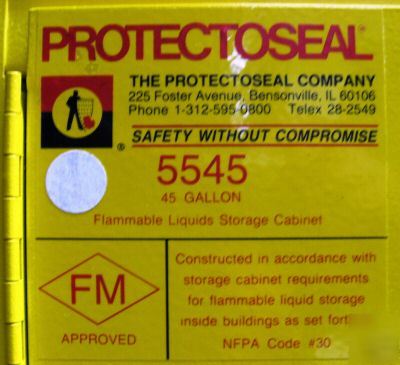 PROTECTOSEAL®
THE PROTECTOSEAL COMPANY
225 Foster Avenue, Bensonville, IL 60106
Phone 1-312-595-0800 Telex 28-2549
® SAFETY WITHOUT COMPROMISE
5545
45 GALLON
Flammable Liquids Storage Cabinet
FM
APPROVED
Constructed in accordance with
storage cabinet requirements
for flammable liquid storage
inside buildings as set fort
NFPA Code #30